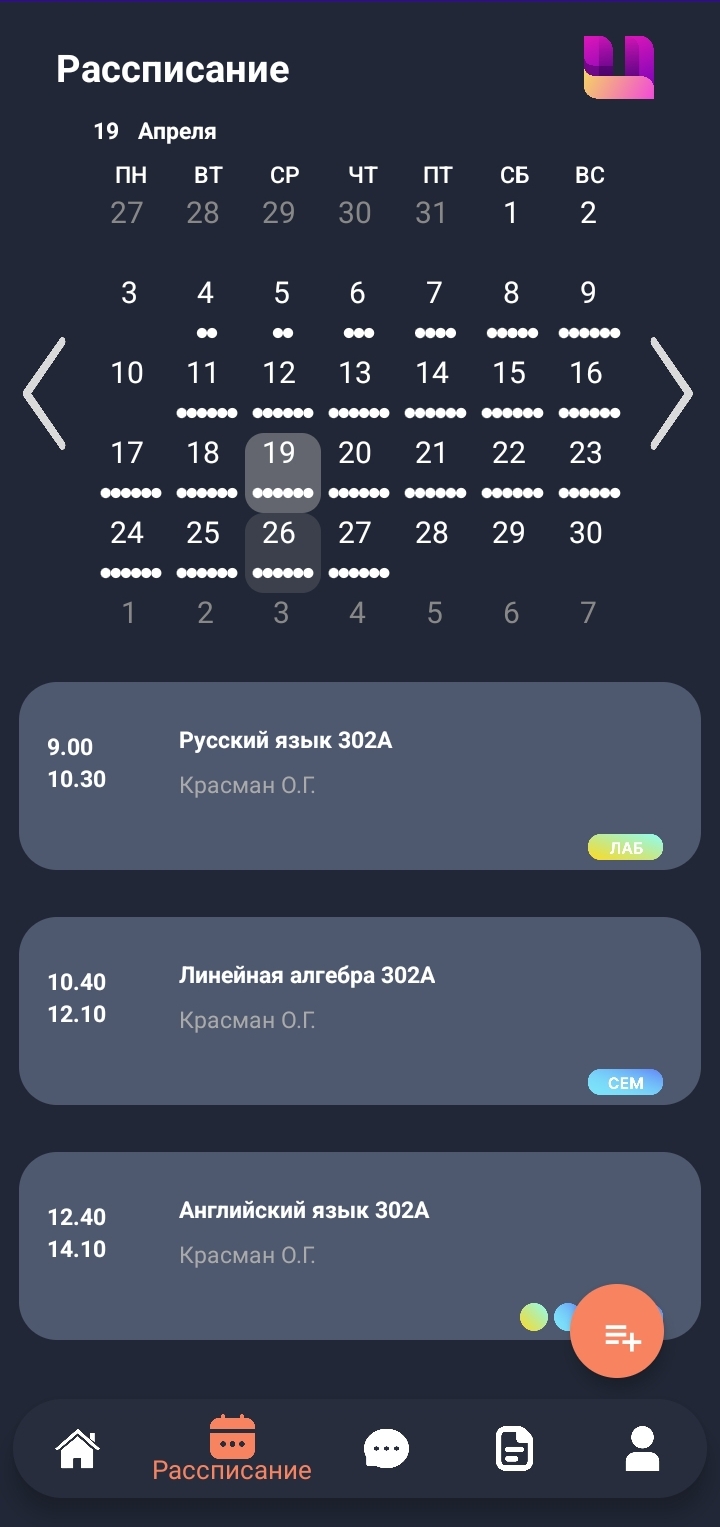 Рассписание
19 Апреля
ПН ВТ СР ЧТ ПТ СБ ВС
27 28 29 30 31 1 2
3 4 5 6 7 8 9
10 11 12 13 14 15 16
17 18 19 20 21 22 23
24 25 26 27 28 29 30
1 2 3 4 5 6 7
9.00 Русский язык 302А
10.30 Красман О.Г.
ЛАБ
10.40 Линейная алгебра 302А
12.10 Красман О.Г.
СЕМ
12.40 Английский язык 302А
14.10 Красман О.Г.
Рассписание